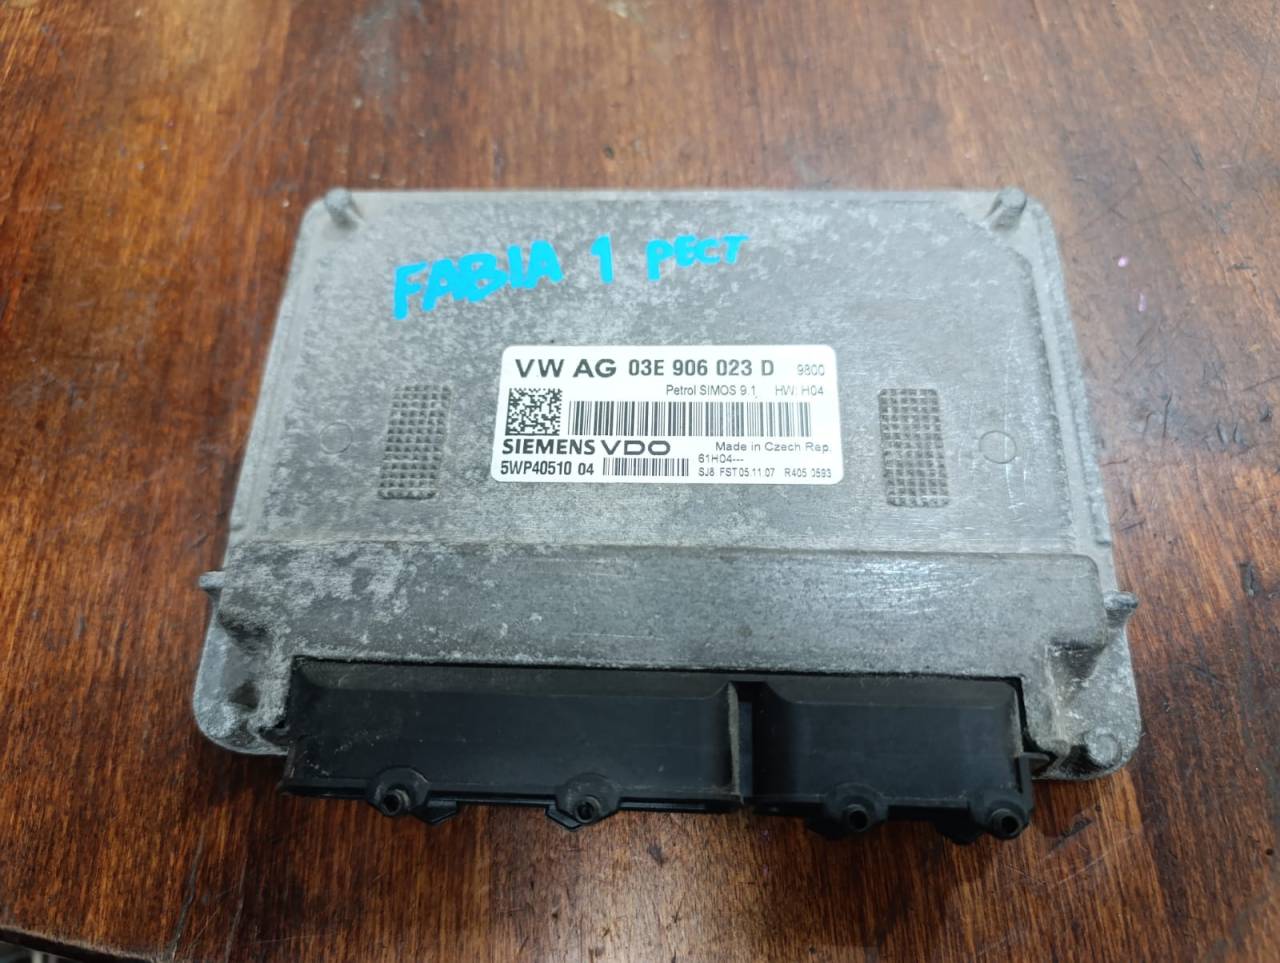 FABIA 1 РЕСТ
VW AG 03E 906 023 D 9800
Petrol SIMOS 9.1 HW: H04
SIEMENS VDO Made in Czech Rep.
5WP40510 04 61H04---
SJ8 FST 05.11.07 R405 0593